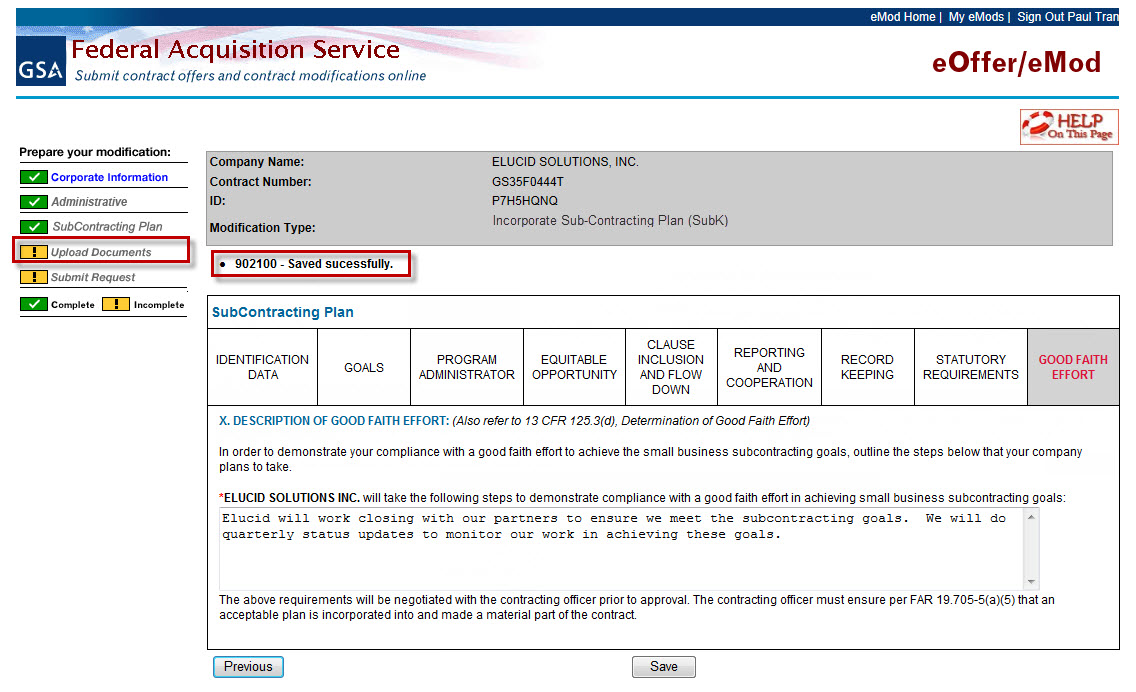 eMod Home | My eMods | Sign Out Paul Tran
GSA
Federal Acquisition Service
Submit contract offers and contract modifications online
eOffer/eMod
HELP
On This Page
Prepare your modification:
Corporate Information
Administrative
SubContracting Plan
! Upload Documents
! Submit Request
Complete ! Incomplete
Company Name: ELUCID SOLUTIONS, INC.
Contract Number: GS35F0444T
ID: P7H5HQNQ
Modification Type: Incorporate Sub-Contracting Plan (SubK)
• 902100 - Saved sucessfully.
SubContracting Plan
IDENTIFICATION
DATA
GOALS
PROGRAM
ADMINISTRATOR
EQUITABLE
OPPORTUNITY
CLAUSE
INCLUSION
AND FLOW
DOWN
REPORTING
AND
COOPERATION
RECORD
KEEPING
STATUTORY
REQUIREMENTS
GOOD FAITH
EFFORT
X. DESCRIPTION OF GOOD FAITH EFFORT: (Also refer to 13 CFR 125.3(d), Determination of Good Faith Effort)
In order to demonstrate your compliance with a good faith effort to achieve the small business subcontracting goals, outline the steps below that your company
plans to take.
*ELUCID SOLUTIONS INC. will take the following steps to demonstrate compliance with a good faith effort in achieving small business subcontracting goals:
Elucid will work closing with our partners to ensure we meet the subcontracting goals. We will do
quarterly status updates to monitor our work in achieving these goals.
The above requirements will be negotiated with the contracting officer prior to approval. The contracting officer must ensure per FAR 19.705-5(a)(5) that an
acceptable plan is incorporated into and made a material part of the contract.
Previous
Save